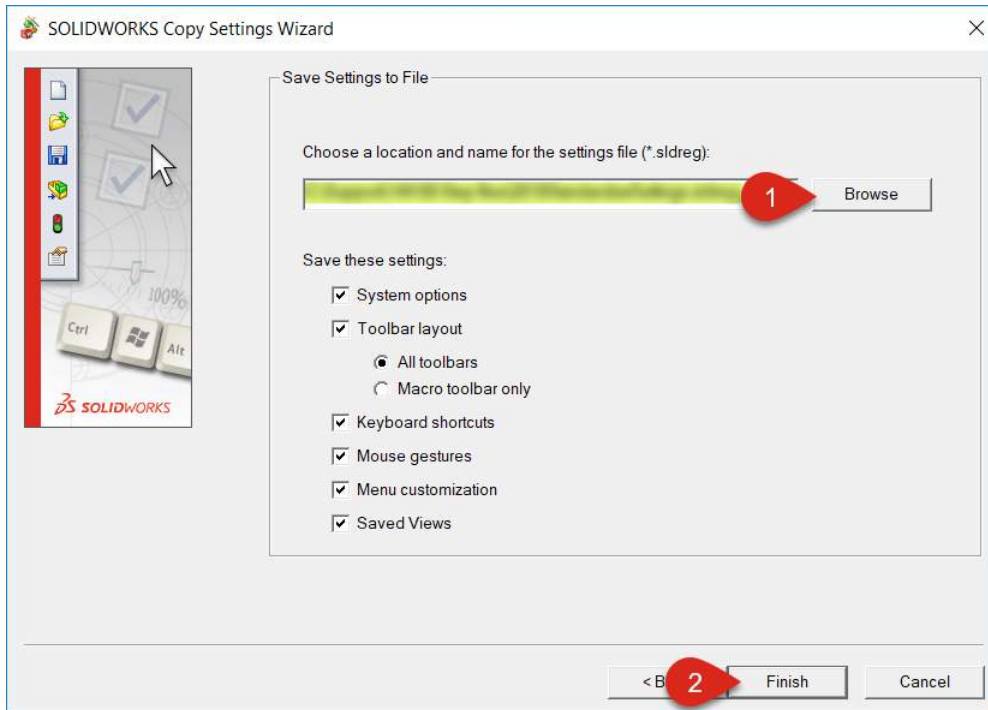 SOLIDWORKS Copy Settings Wizard
Save Settings to File
Choose a location and name for the settings file (*.sldreg):
1
Browse
Save these settings:
System options
Toolbar layout
All toolbars
Macro toolbar only
Keyboard shortcuts
Mouse gestures
Menu customization
Saved Views
100%
Ctrl
Alt
SOLIDWORKS
< B
2
Finish
Cancel